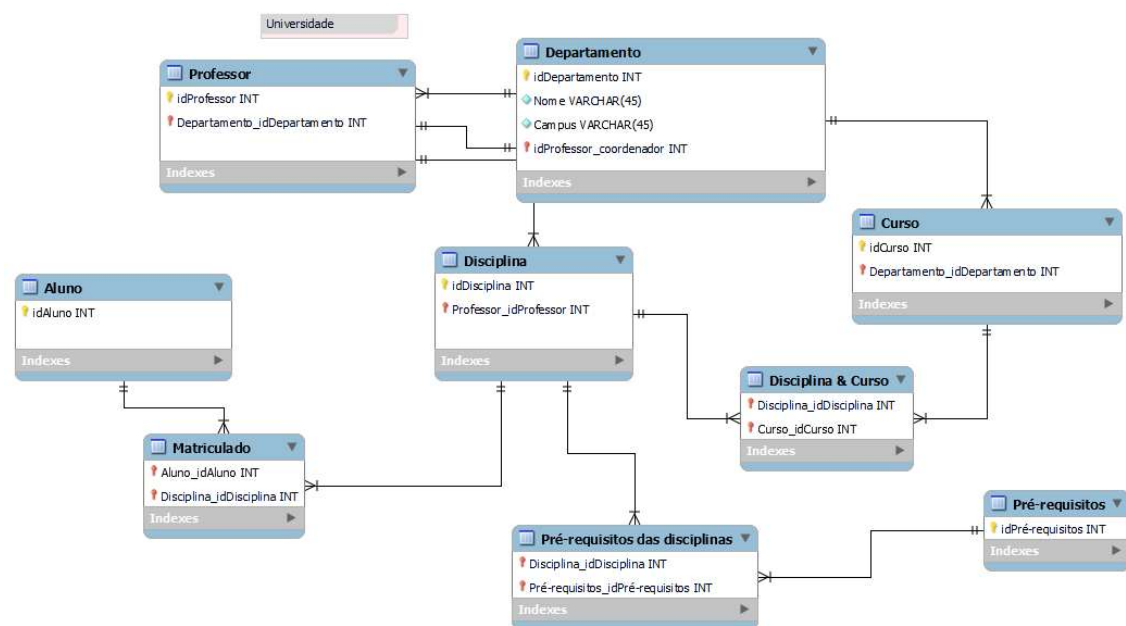 Universidade
Professor
idProfessor INT
Departamento_idDepartamento INT
Indexes
Departamento
idDepartamento INT
Nome VARCHAR(45)
Campus VARCHAR(45)
idProfessor_coordenador INT
Indexes
Curso
idCurso INT
Departamento_idDepartamento INT
Indexes
Disciplina
idDisciplina INT
Professor_idProfessor INT
Indexes
Aluno
idAluno INT
Indexes
Disciplina & Curso
Disciplina_idDisciplina INT
Curso_idCurso INT
Indexes
Matriculado
Aluno_idAluno INT
Disciplina_idDisciplina INT
Indexes
Pré-requisitos das disciplinas
Disciplina_idDisciplina INT
Pré-requisitos_idPré-requisitos INT
Indexes
Pré-requisitos
idPré-requisitos INT
Indexes